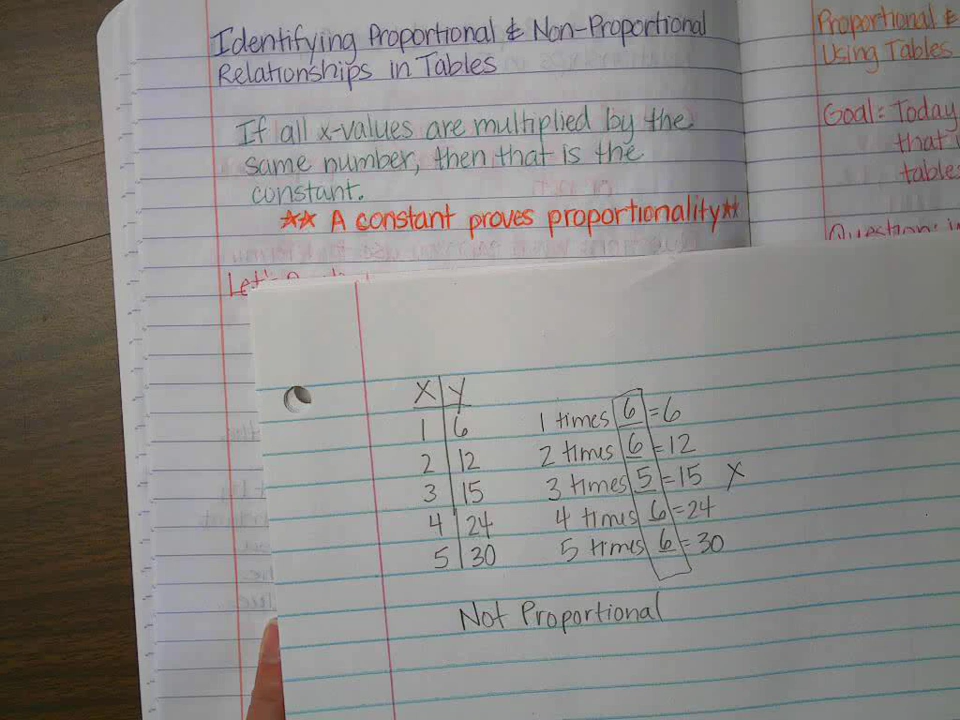 Identifying Proportional & Non-Proportional
Relationships in Tables
If all x-values are multiplied by the
same number, then that is the
constant.
** A constant proves proportionality**
Let's
Proportional &
Using Tables
Goal: Today
that
tables
Questions:
X Y
1 6
2 12
3 15
4 24
5 30
1 times 6 = 6
2 times 6 = 12
3 times 5 = 15 X
4 times 6 = 24
5 times 6 = 30
Not Proportional